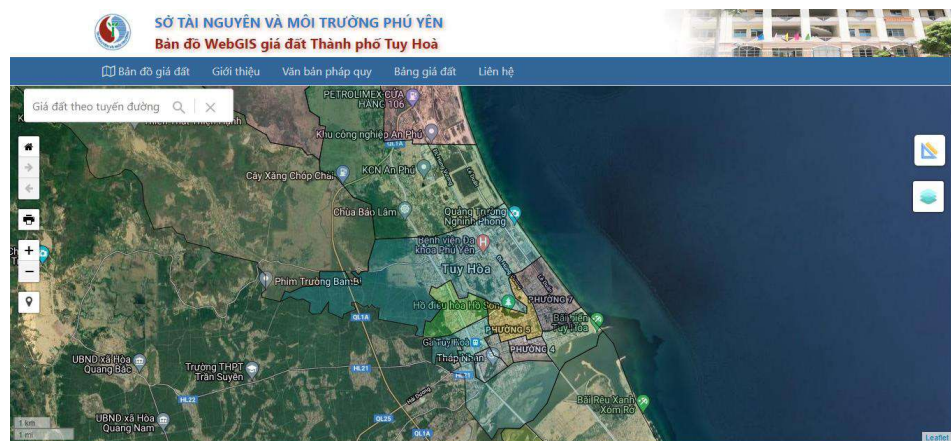 SỞ TÀI NGUYÊN VÀ MÔI TRƯỜNG PHÚ YÊN
Bản đồ WebGIS giá đất Thành phố Tuy Hoà
Bản đồ giá đất
Giới thiệu
Văn bản pháp quy
Bảng giá đất
Liên hệ
Giá đất theo tuyến đường
PETROLIMEX CỬA
HÀNG 106
Khu công nghiệp An Phú
QL1A
KCN An Phú
Cây Xăng Chóp Chài
Chùa Bảo Lâm
Quảng Trường
Nghinh Phong
Bệnh viện Đa
khoa Phú Yên
Tuy Hòa
Phim Trường
Hồ điều hòa Hồ Sơn
PHƯỜNG 7
Bãi biển
Tuy Hòa
QL1A
PHƯỜNG 5
Ga Tuy Hoà
PHƯỜNG 4
Tháp Nhạn
UBND xã Hòa
Quang Bắc
Trường THPT
Trần Suyền
HL21
HL22
Bãi Rêu Xanh
Xóm Rớ
UBND xã Hòa
Quang Nam
QL25
QL1A
1 km
1 mi
Leaflet